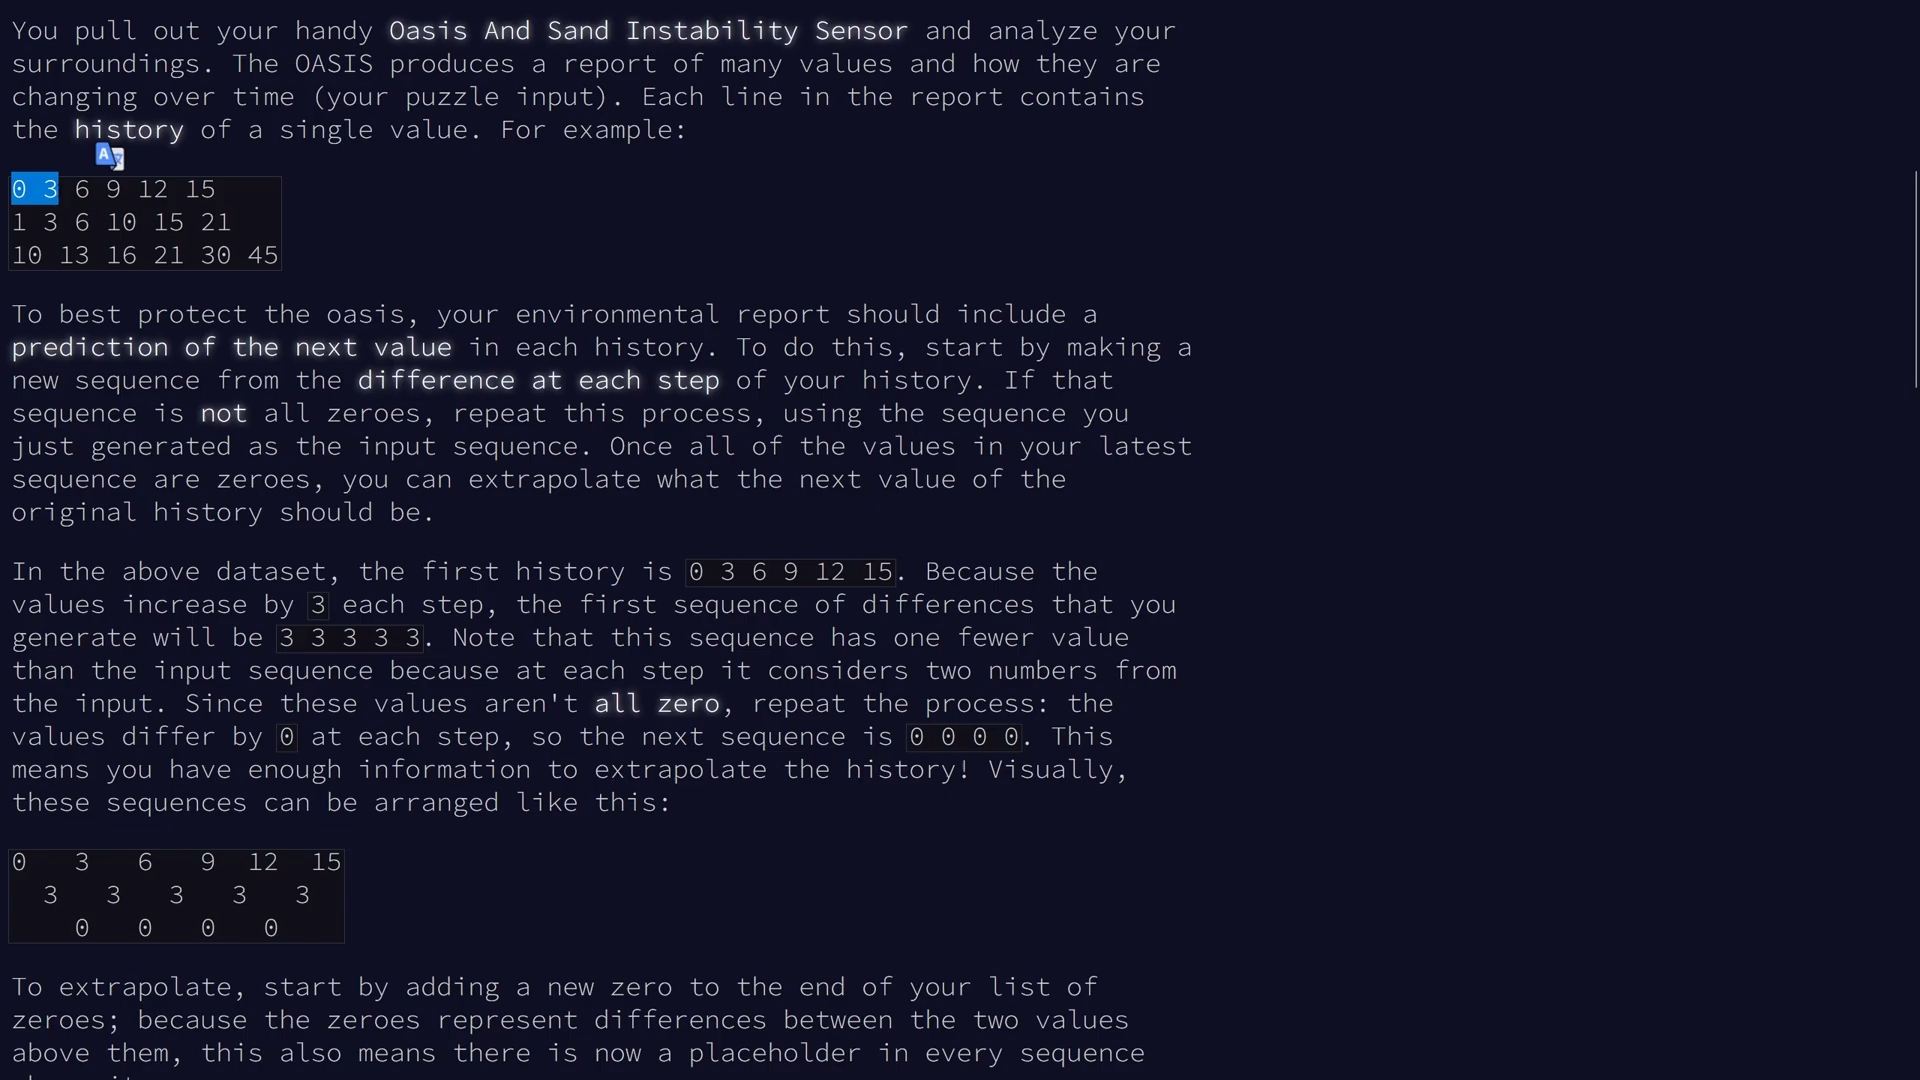 You pull out your handy Oasis And Sand Instability Sensor and analyze your
surroundings. The OASIS produces a report of many values and how they are
changing over time (your puzzle input). Each line in the report contains
the history of a single value. For example:
0 3 6 9 12 15
1 3 6 10 15 21
10 13 16 21 30 45
To best protect the oasis, your environmental report should include a
prediction of the next value in each history. To do this, start by making a
new sequence from the difference at each step of your history. If that
sequence is not all zeroes, repeat this process, using the sequence you
just generated as the input sequence. Once all of the values in your latest
sequence are zeroes, you can extrapolate what the next value of the
original history should be.
In the above dataset, the first history is 0 3 6 9 12 15. Because the
values increase by 3 each step, the first sequence of differences that you
generate will be 3 3 3 3 3. Note that this sequence has one fewer value
than the input sequence because at each step it considers two numbers from
the input. Since these values aren't all zero, repeat the process: the
values differ by 0 at each step, so the next sequence is 0 0 0 0. This
means you have enough information to extrapolate the history! Visually,
these sequences can be arranged like this:
0 3 6 9 12 15
3 3 3 3 3
0 0 0 0
To extrapolate, start by adding a new zero to the end of your list of
zeroes; because the zeroes represent differences between the two values
above them, this also means there is now a placeholder in every sequence